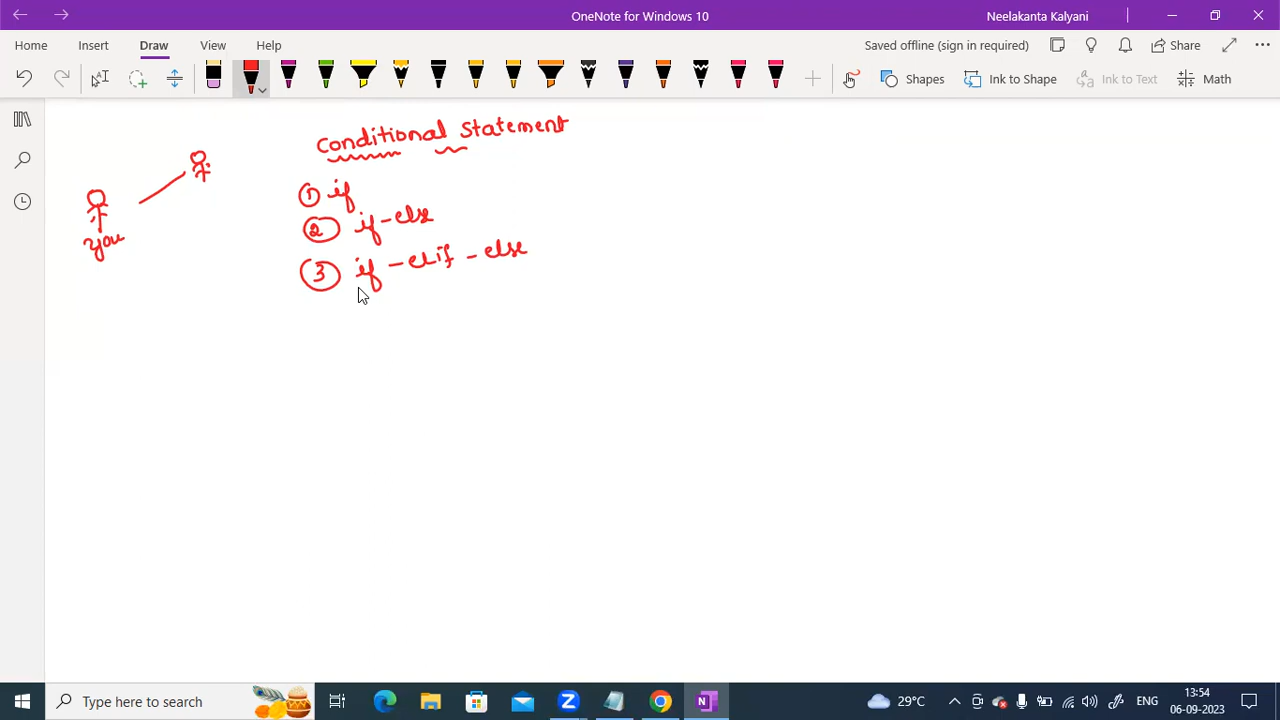 OneNote for Windows 10
Neelakanta Kalyani
Home Insert Draw View Help
Saved offline (sign in required)
Share
Shapes
Ink to Shape
Ink to Text
Math
Conditional Statement
① if
② if-else
③ if - elif - else
you
Type here to search
29°C
ENG
13:54
06-09-2023